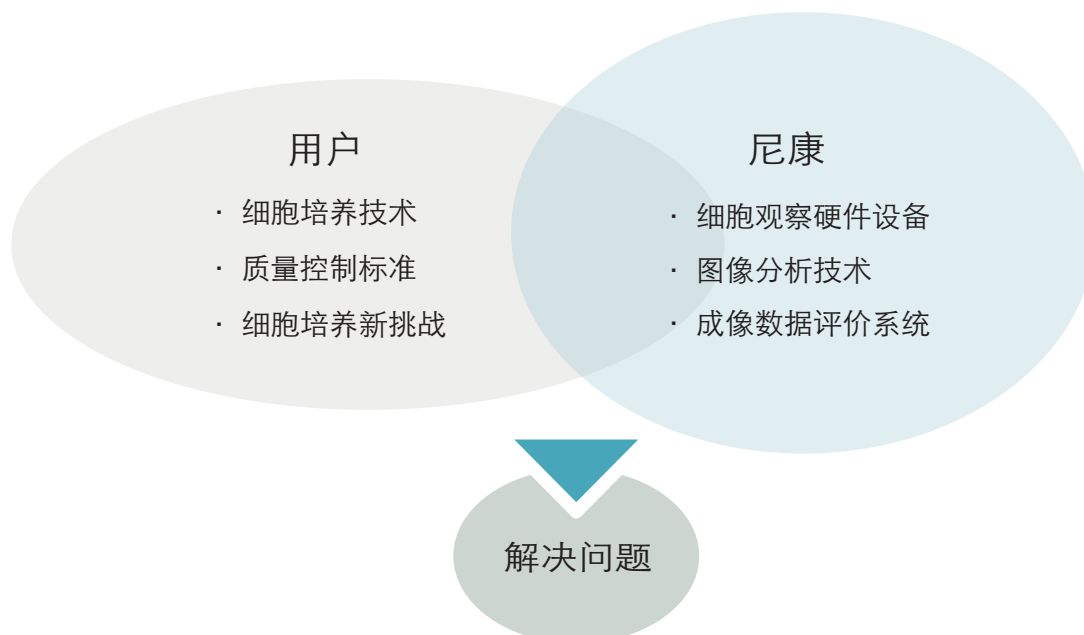 用户
· 细胞培养技术
· 质量控制标准
· 细胞培养新挑战
尼康
· 细胞观察硬件设备
· 图像分析技术
· 成像数据评价系统
解决问题